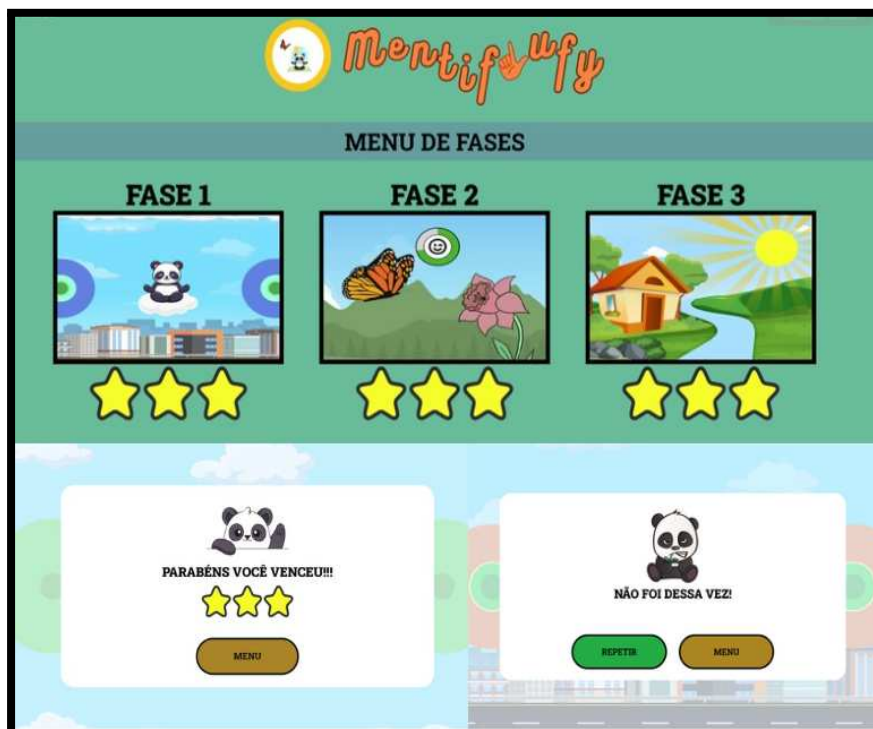 Mentifufy
MENU DE FASES
FASE 1 FASE 2 FASE 3
PARABÉNS VOCÊ VENCEU!!!
MENU
NÃO FOI DESSA VEZ!
REPETIR MENU